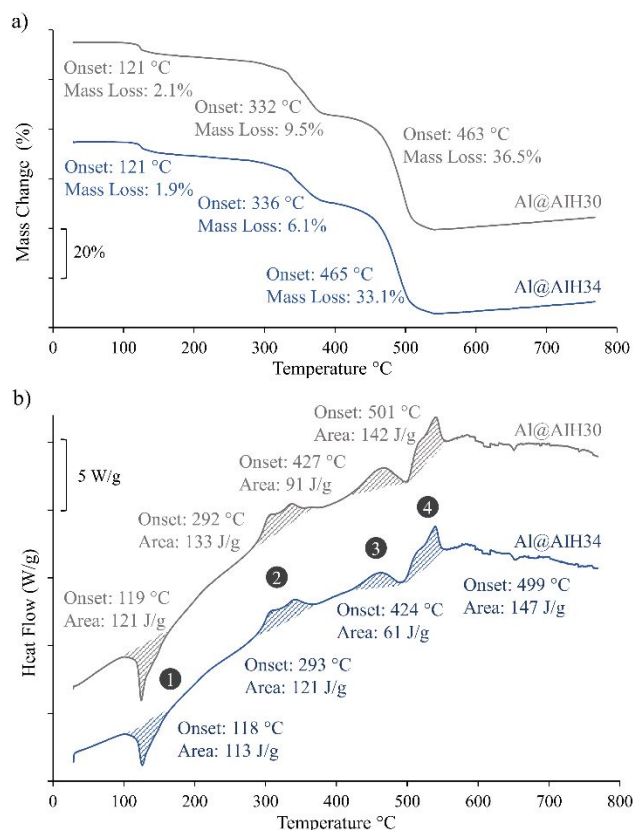 a)
Onset: 121 °C
Mass Loss: 2.1%
Onset: 332 °C
Mass Loss: 9.5%
Onset: 463 °C
Mass Loss: 36.5%
Onset: 121 °C
Mass Loss: 1.9%
Onset: 336 °C
Mass Loss: 6.1%
Al@AIH30
20%
Onset: 465 °C
Mass Loss: 33.1%
Al@AIH34
Mass Change (%)
0 100 200 300 400 500 600 700 800
Temperature °C
b)
Onset: 501 °C
Area: 142 J/g
Al@AIH30
5 W/g
Onset: 427 °C
Area: 91 J/g
Onset: 292 °C
Area: 133 J/g
4
3
Al@AIH34
2
Onset: 499 °C
Area: 147 J/g
Onset: 119 °C
Area: 121 J/g
Onset: 424 °C
Area: 61 J/g
Onset: 293 °C
Area: 121 J/g
1
Onset: 118 °C
Area: 113 J/g
Heat Flow (W/g)
0 100 200 300 400 500 600 700 800
Temperature °C